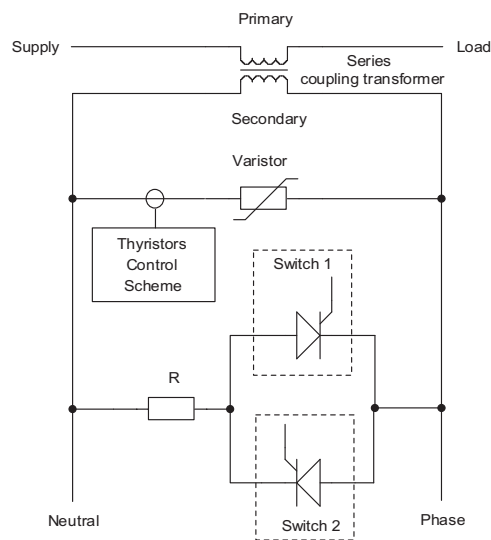 Primary
Supply
Load
Series
coupling transformer
Secondary
Varistor
Thyristors
Control
Scheme
Switch 1
R
Switch 2
Neutral
Phase